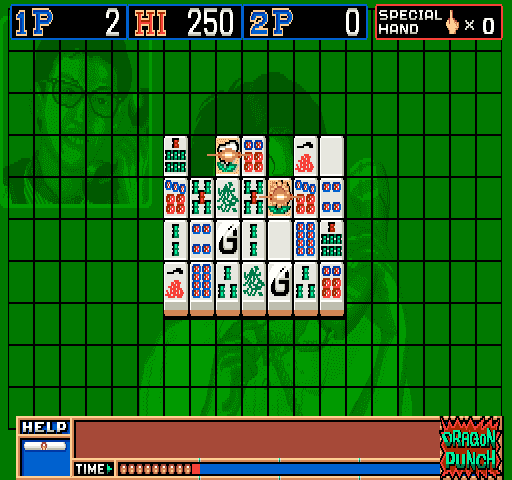 1P 2 HI 250 2P 0 SPECIAL HAND × 0
G
G
HELP
TIME
DRAGON PUNCH